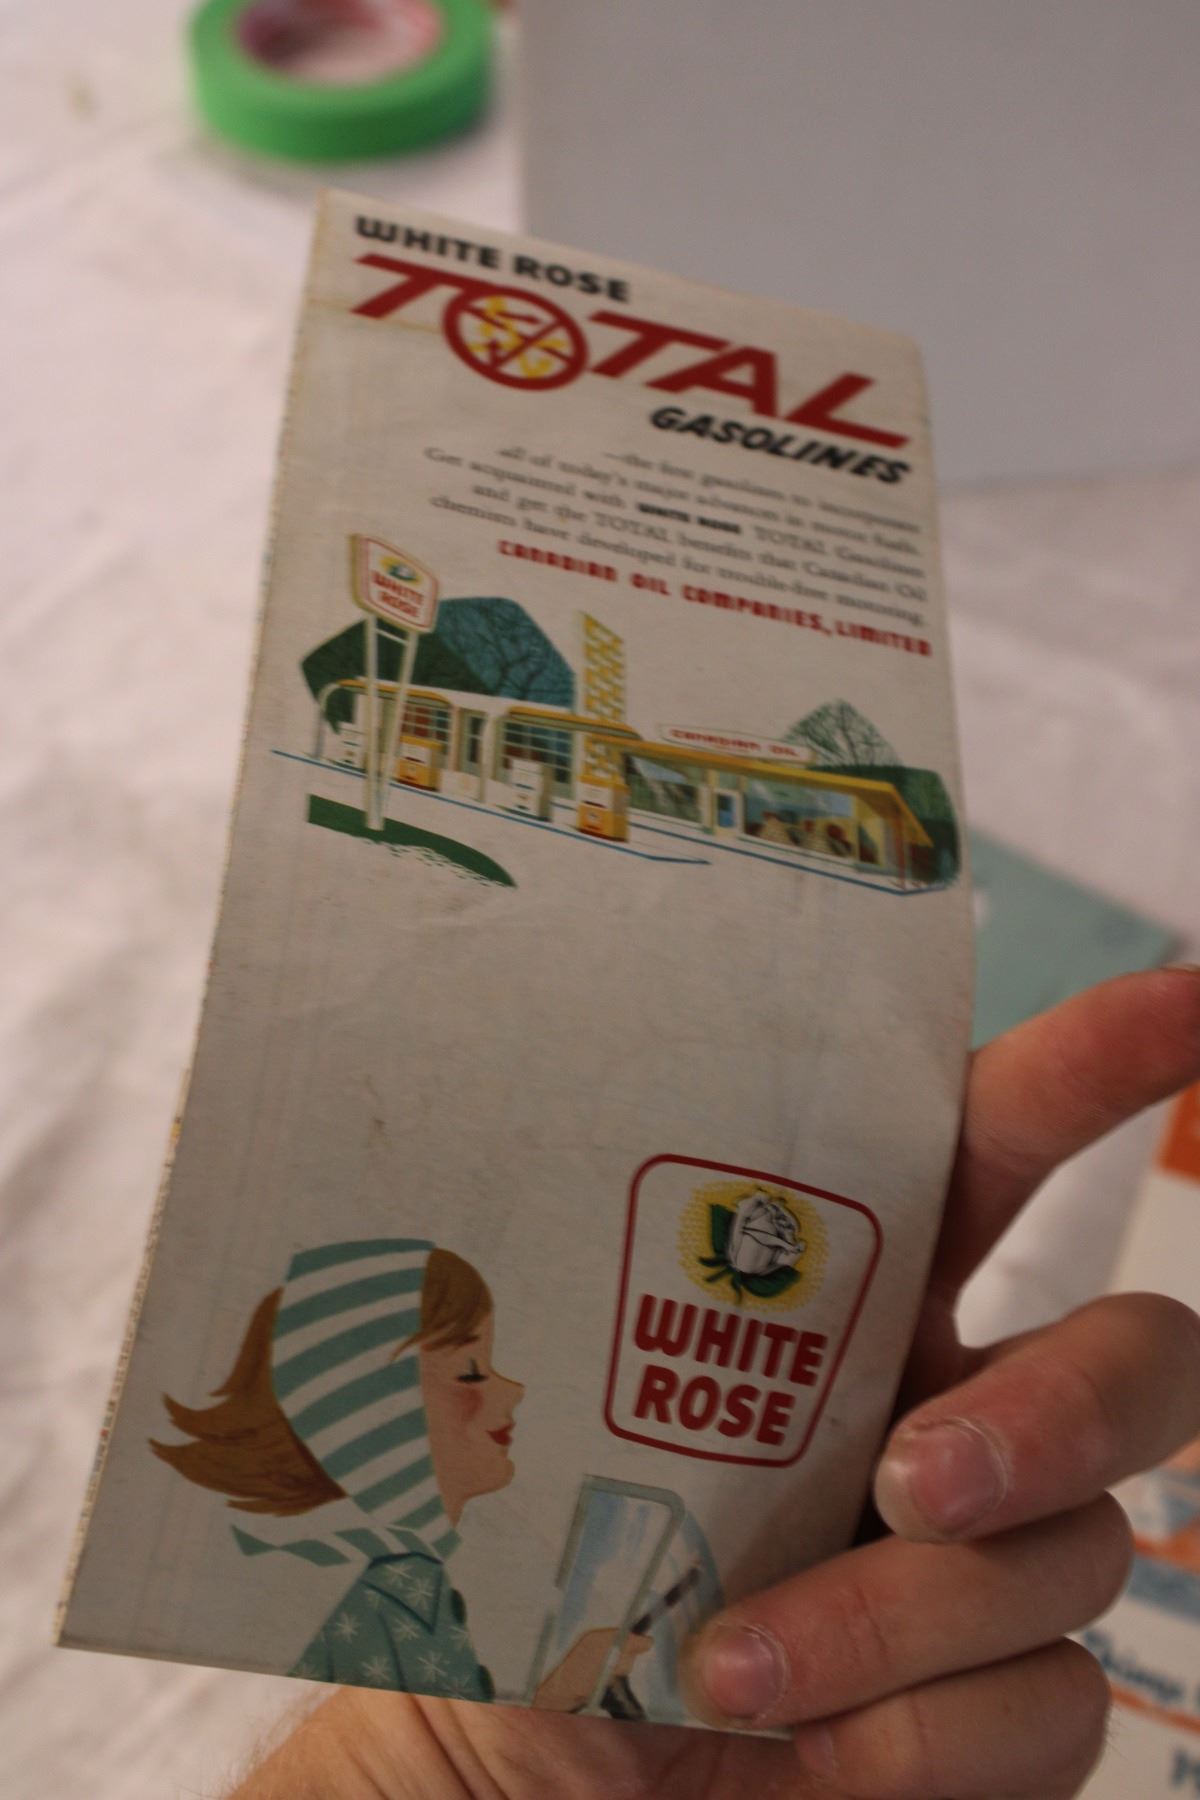 WHITE ROSE
TOTAL
GASOLINES
—the first gasolines to incorporate
all of today's major advances in motor fuels.
Get acquainted with WHITE ROSE TOTAL Gasolines
and get the TOTAL benefits that Canadian Oil
chemists have developed for trouble-free motoring.
CANADIAN OIL COMPANIES, LIMITED
WHITE
ROSE
CANADIAN OIL
WHITE
ROSE